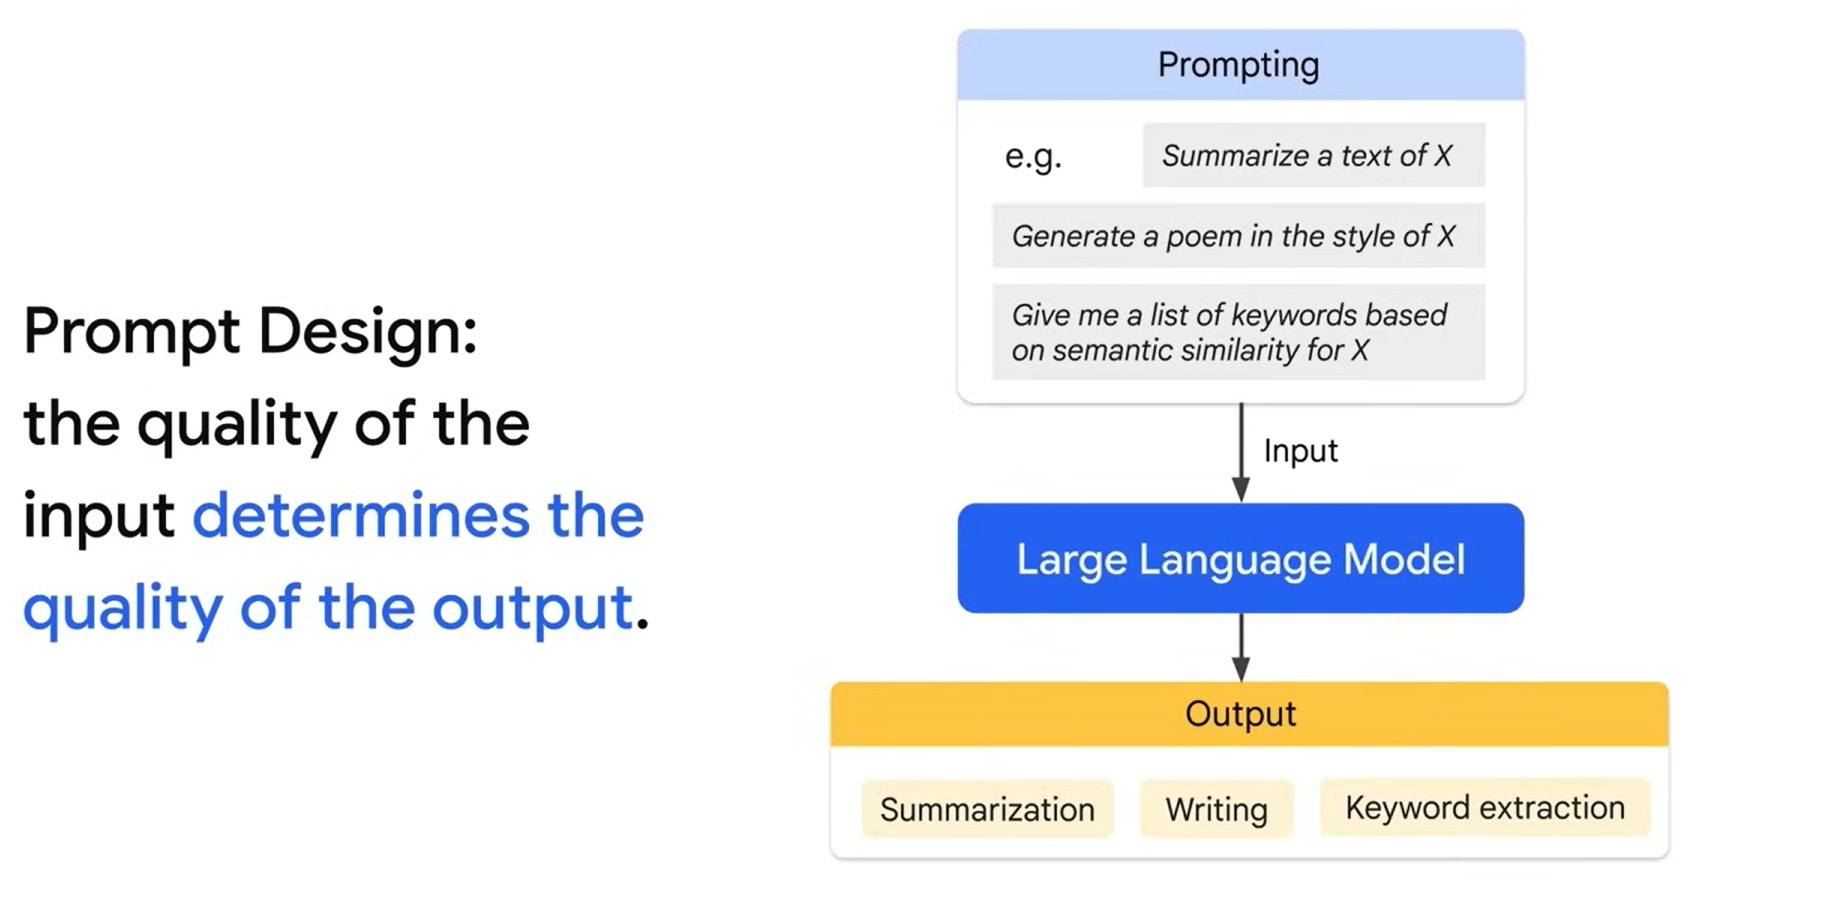 Prompt Design:
the quality of the
input determines the
quality of the output.
Prompting
e.g.
Summarize a text of X
Generate a poem in the style of X
Give me a list of keywords based
on semantic similarity for X
Input
Large Language Model
Output
Summarization
Writing
Keyword extraction